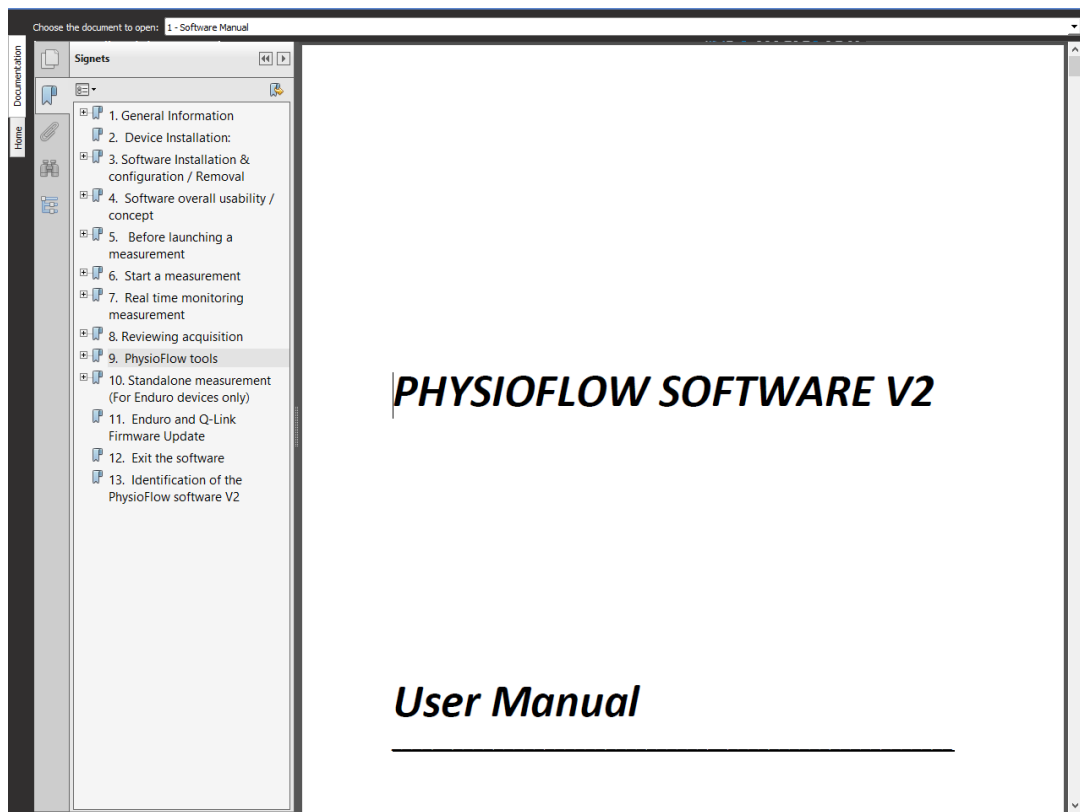 Choose the document to open: 1 - Software Manual
Documentation
Home
Signets
1. General Information
2. Device Installation:
3. Software Installation &
configuration / Removal
4. Software overall usability /
concept
5. Before launching a
measurement
6. Start a measurement
7. Real time monitoring
measurement
8. Reviewing acquisition
9. PhysioFlow tools
10. Standalone measurement
(For Enduro devices only)
11. Enduro and Q-Link
Firmware Update
12. Exit the software
13. Identification of the
PhysioFlow software V2
PHYSIOFLOW SOFTWARE V2
User Manual